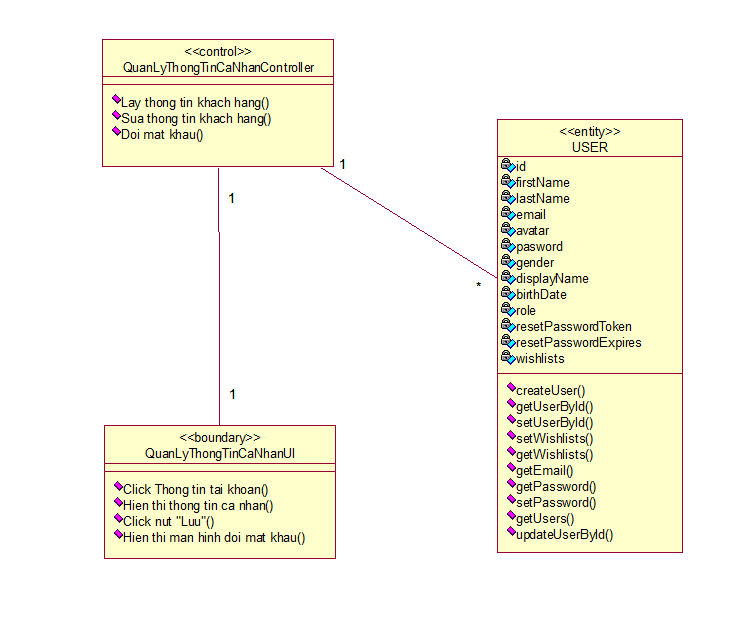 <<control>>
QuanLyThongTinCaNhanController
Lay thong tin khach hang()
Sua thong tin khach hang()
Doi mat khau()
1
1
*
1
<<entity>>
USER
id
firstName
lastName
email
avatar
pasword
gender
displayName
birthDate
role
resetPasswordToken
resetPasswordExpires
wishlists
createUser()
getUserById()
setUserById()
setWishlists()
getWishlists()
getEmail()
getPassword()
setPassword()
getUsers()
updateUserById()
<<boundary>>
QuanLyThongTinCaNhanUI
Click Thong tin tai khoan()
Hien thi thong tin ca nhan()
Click nut "Luu"()
Hien thi man hinh doi mat khau()